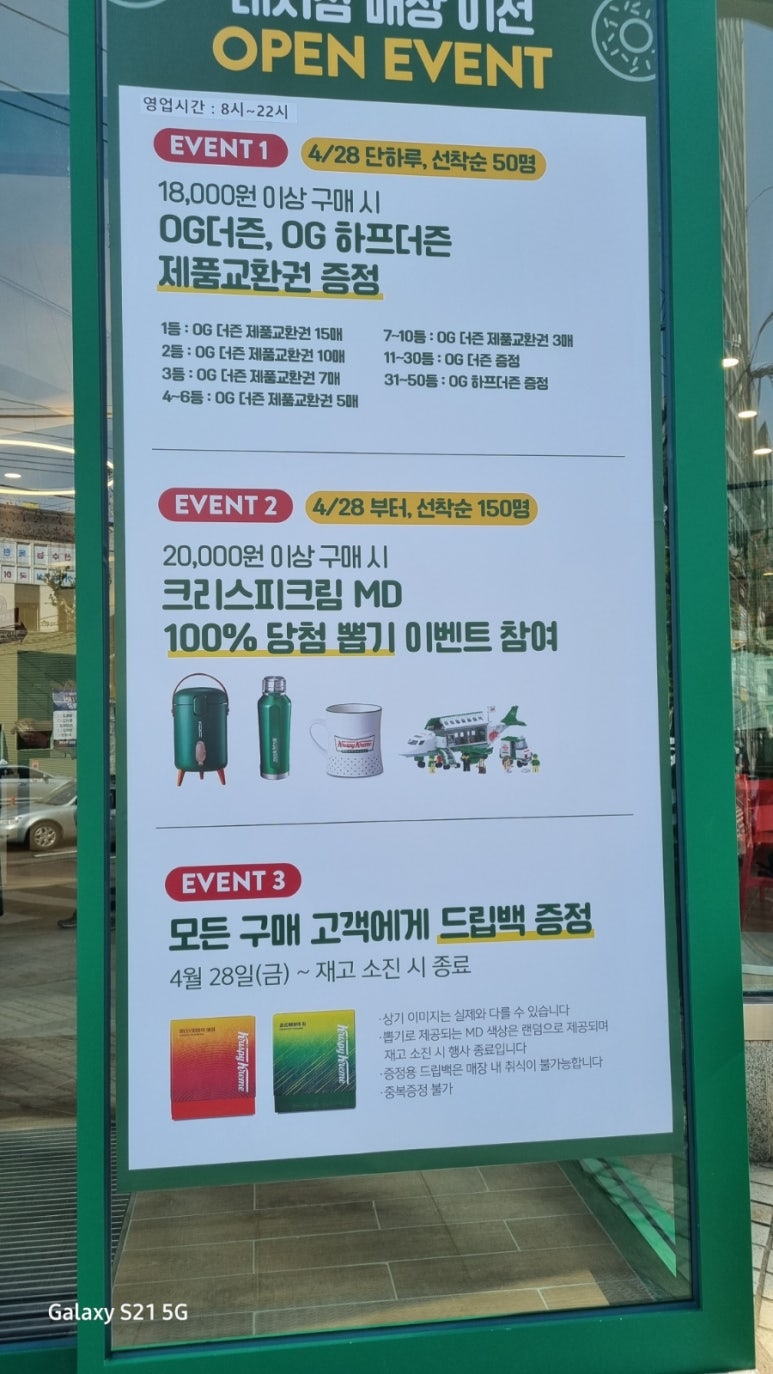 매장 이전
OPEN EVENT
영업시간 : 8시~22시
EVENT 1
4/28 단하루, 선착순 50명
18,000원 이상 구매 시
OG더즌, OG 하프더즌
제품교환권 증정
1등 : OG 더즌 제품교환권 15매
2등 : OG 더즌 제품교환권 10매
3등 : OG 더즌 제품교환권 7매
4~6등 : OG 더즌 제품교환권 5매
7~10등 : OG 더즌 제품교환권 3매
11~30등 : OG 더즌 증정
31~50등 : OG 하프더즌 증정
EVENT 2
4/28 부터, 선착순 150명
20,000원 이상 구매 시
크리스피크림 MD
100% 당첨 뽑기 이벤트 참여
Krispy Kreme
EVENT 3
모든 구매 고객에게 드립백 증정
4월 28일(금) ~ 재고 소진 시 종료
Krispy Kreme
Krispy Kreme
·상기 이미지는 실제와 다를 수 있습니다
·뽑기로 제공되는 MD 색상은 랜덤으로 제공되며
재고 소진 시 행사 종료입니다
·증정용 드립백은 매장 내 취식이 불가능합니다
·중복증정 불가
Galaxy S21 5G